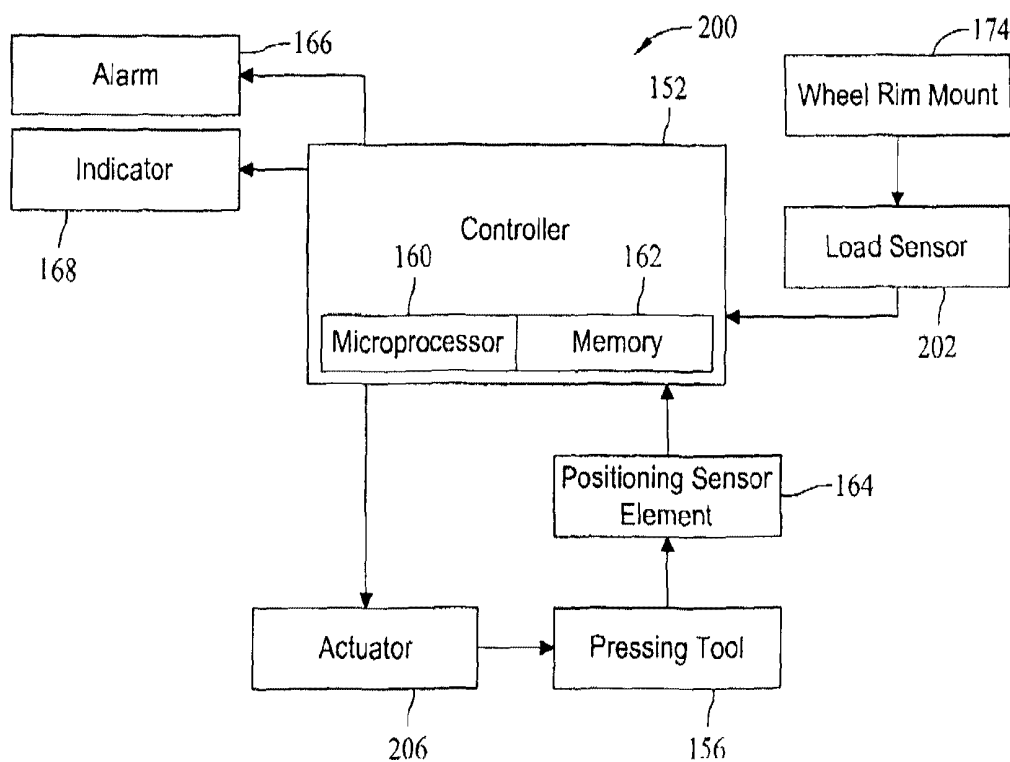 200
166
Alarm
174
Wheel Rim Mount
152
Indicator
168
Controller
Load Sensor
202
160
162
Microprocessor
Memory
Positioning Sensor
Element
164
Actuator
206
Pressing Tool
156